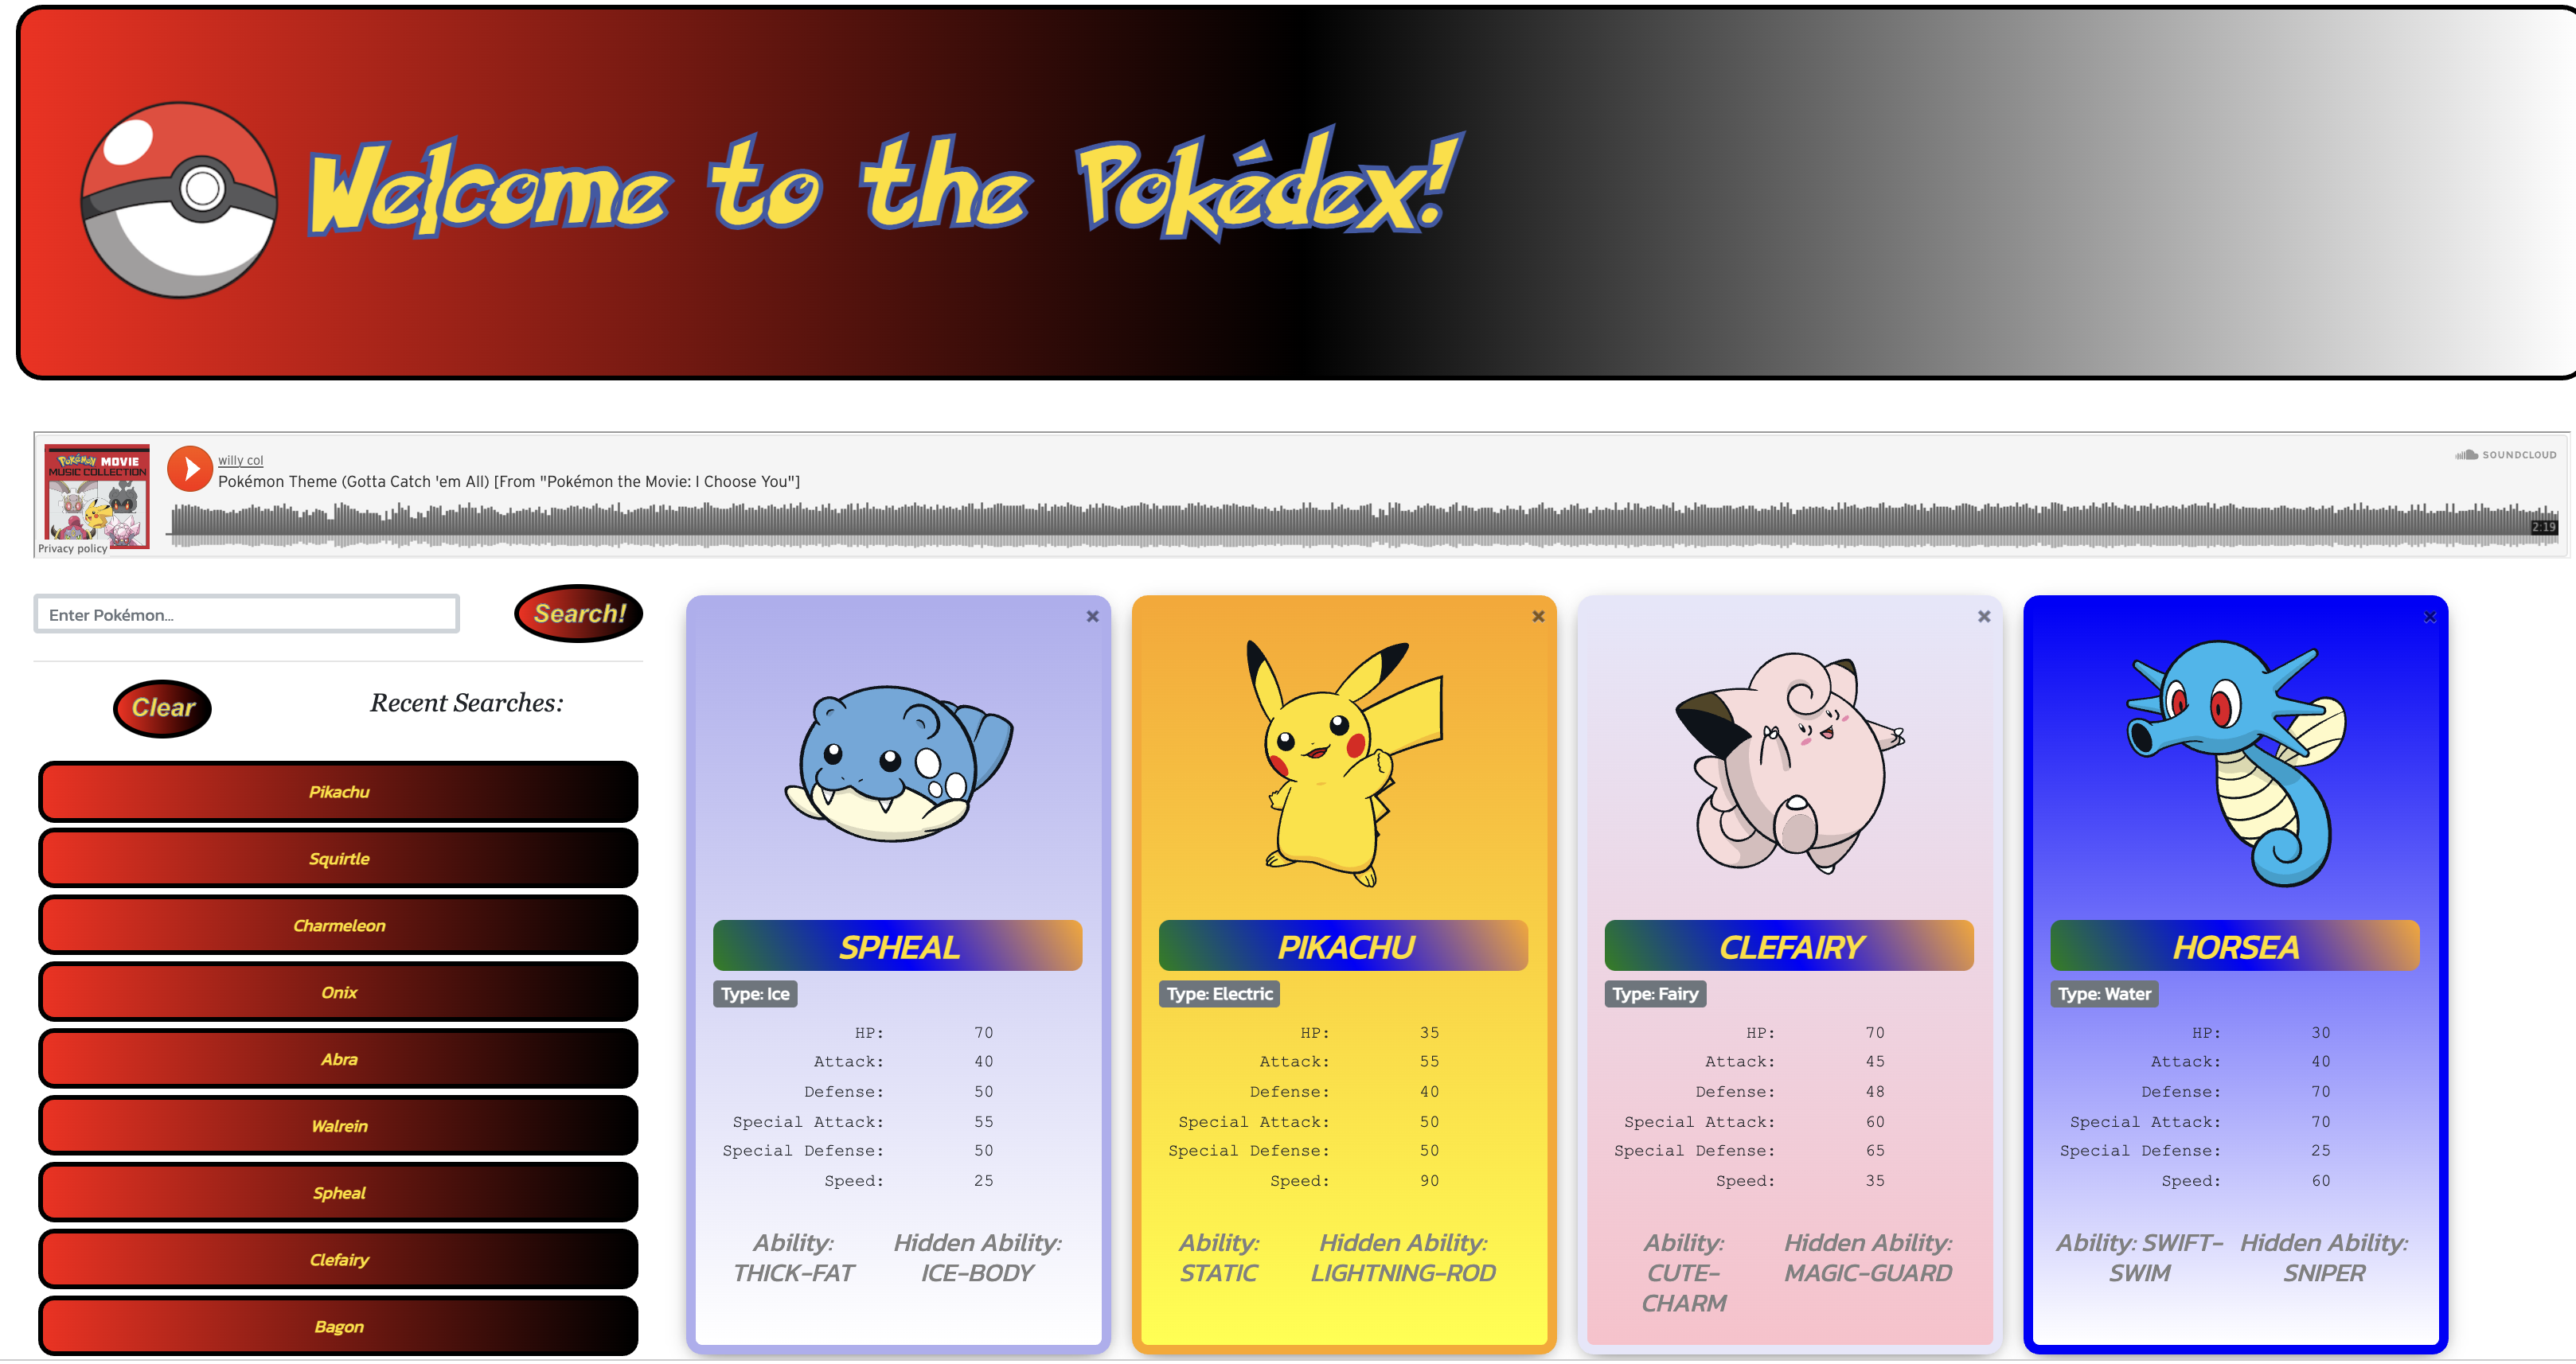 Welcome to the Pokédex!
POKéMON MOVIE
MUSIC COLLECTION
willy col
Pokémon Theme (Gotta Catch 'em All) [From "Pokémon the Movie: I Choose You"]
SOUNDCLOUD
2:19
Privacy policy
Enter Pokémon...
Search!
Clear
Recent Searches:
Pikachu
Squirtle
Charmeleon
Onix
Abra
Walrein
Spheal
Clefairy
Bagon
×
SPHEAL
Type: Ice
HP: 70
Attack: 40
Defense: 50
Special Attack: 55
Special Defense: 50
Speed: 25
Ability:
THICK-FAT
Hidden Ability:
ICE-BODY
×
PIKACHU
Type: Electric
HP: 35
Attack: 55
Defense: 40
Special Attack: 50
Special Defense: 50
Speed: 90
Ability:
STATIC
Hidden Ability:
LIGHTNING-ROD
×
CLEFAIRY
Type: Fairy
HP: 70
Attack: 45
Defense: 48
Special Attack: 60
Special Defense: 65
Speed: 35
Ability:
CUTE-
CHARM
Hidden Ability:
MAGIC-GUARD
×
HORSEA
Type: Water
HP: 30
Attack: 40
Defense: 70
Special Attack: 70
Special Defense: 25
Speed: 60
Ability: SWIFT-
SWIM
Hidden Ability:
SNIPER